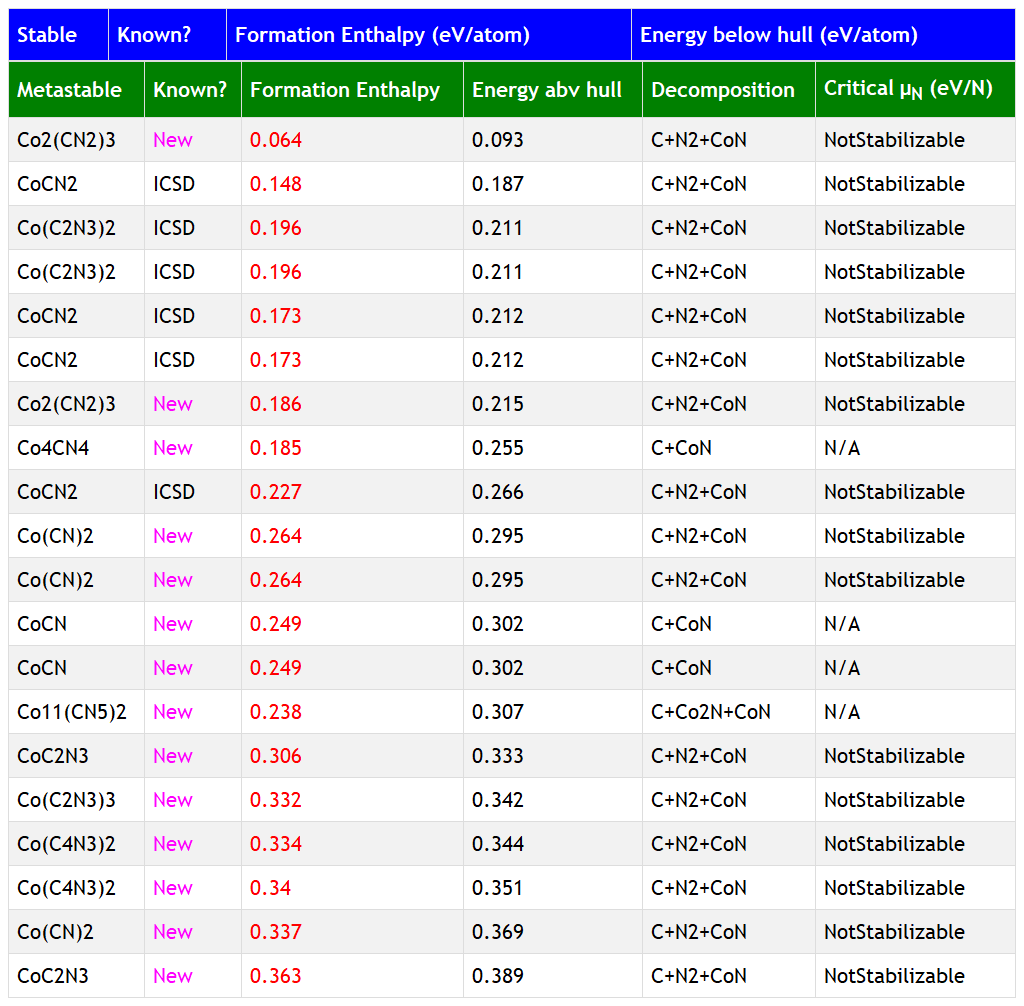 Stable Known? Formation Enthalpy (eV/atom) Energy below hull (eV/atom)
Metastable Known? Formation Enthalpy Energy abv hull Decomposition Critical μN (eV/N)
Co2(CN2)3 New 0.064 0.093 C+N2+CoN NotStabilizable
CoCN2 ICSD 0.148 0.187 C+N2+CoN NotStabilizable
Co(C2N3)2 ICSD 0.196 0.211 C+N2+CoN NotStabilizable
Co(C2N3)2 ICSD 0.196 0.211 C+N2+CoN NotStabilizable
CoCN2 ICSD 0.173 0.212 C+N2+CoN NotStabilizable
CoCN2 ICSD 0.173 0.212 C+N2+CoN NotStabilizable
Co2(CN2)3 New 0.186 0.215 C+N2+CoN NotStabilizable
Co4CN4 New 0.185 0.255 C+CoN N/A
CoCN2 ICSD 0.227 0.266 C+N2+CoN NotStabilizable
Co(CN)2 New 0.264 0.295 C+N2+CoN NotStabilizable
Co(CN)2 New 0.264 0.295 C+N2+CoN NotStabilizable
CoCN New 0.249 0.302 C+CoN N/A
CoCN New 0.249 0.302 C+CoN N/A
Co11(CN5)2 New 0.238 0.307 C+Co2N+CoN N/A
CoC2N3 New 0.306 0.333 C+N2+CoN NotStabilizable
Co(C2N3)3 New 0.332 0.342 C+N2+CoN NotStabilizable
Co(C4N3)2 New 0.334 0.344 C+N2+CoN NotStabilizable
Co(C4N3)2 New 0.34 0.351 C+N2+CoN NotStabilizable
Co(CN)2 New 0.337 0.369 C+N2+CoN NotStabilizable
CoC2N3 New 0.363 0.389 C+N2+CoN NotStabilizable